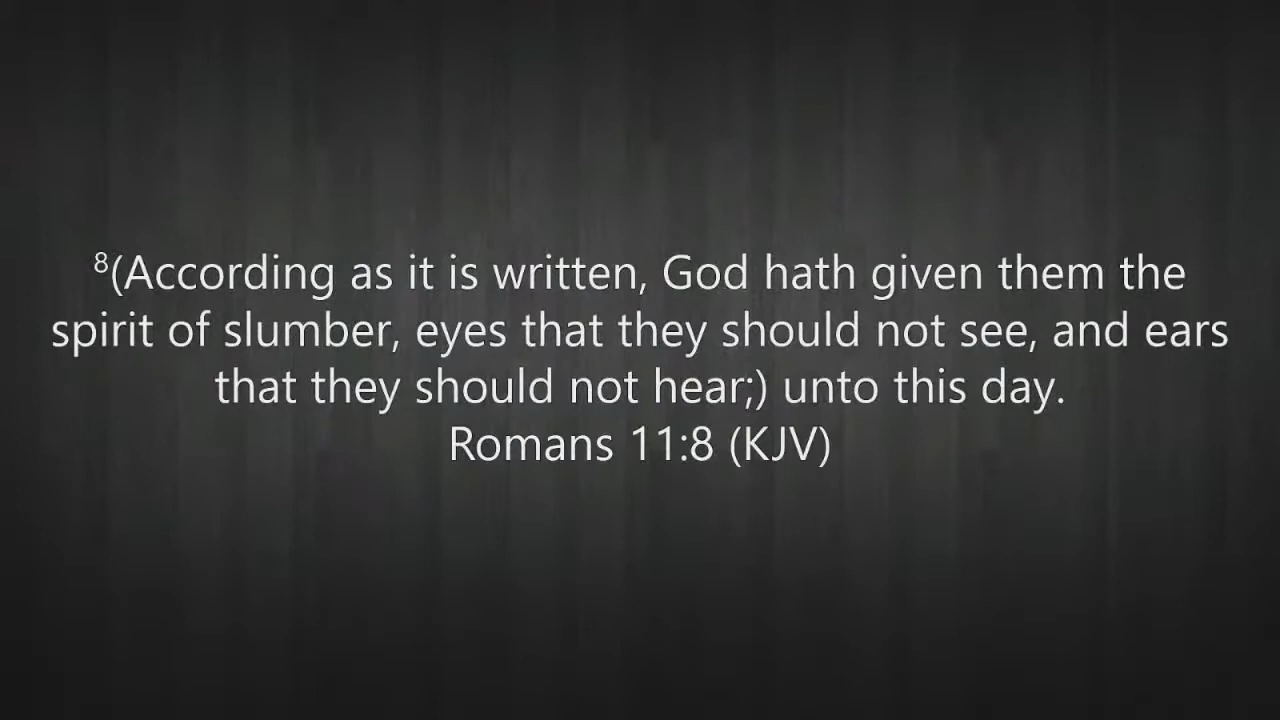 ⁸(According as it is written, God hath given them the
spirit of slumber, eyes that they should not see, and ears
that they should not hear;) unto this day.
Romans 11:8 (KJV)